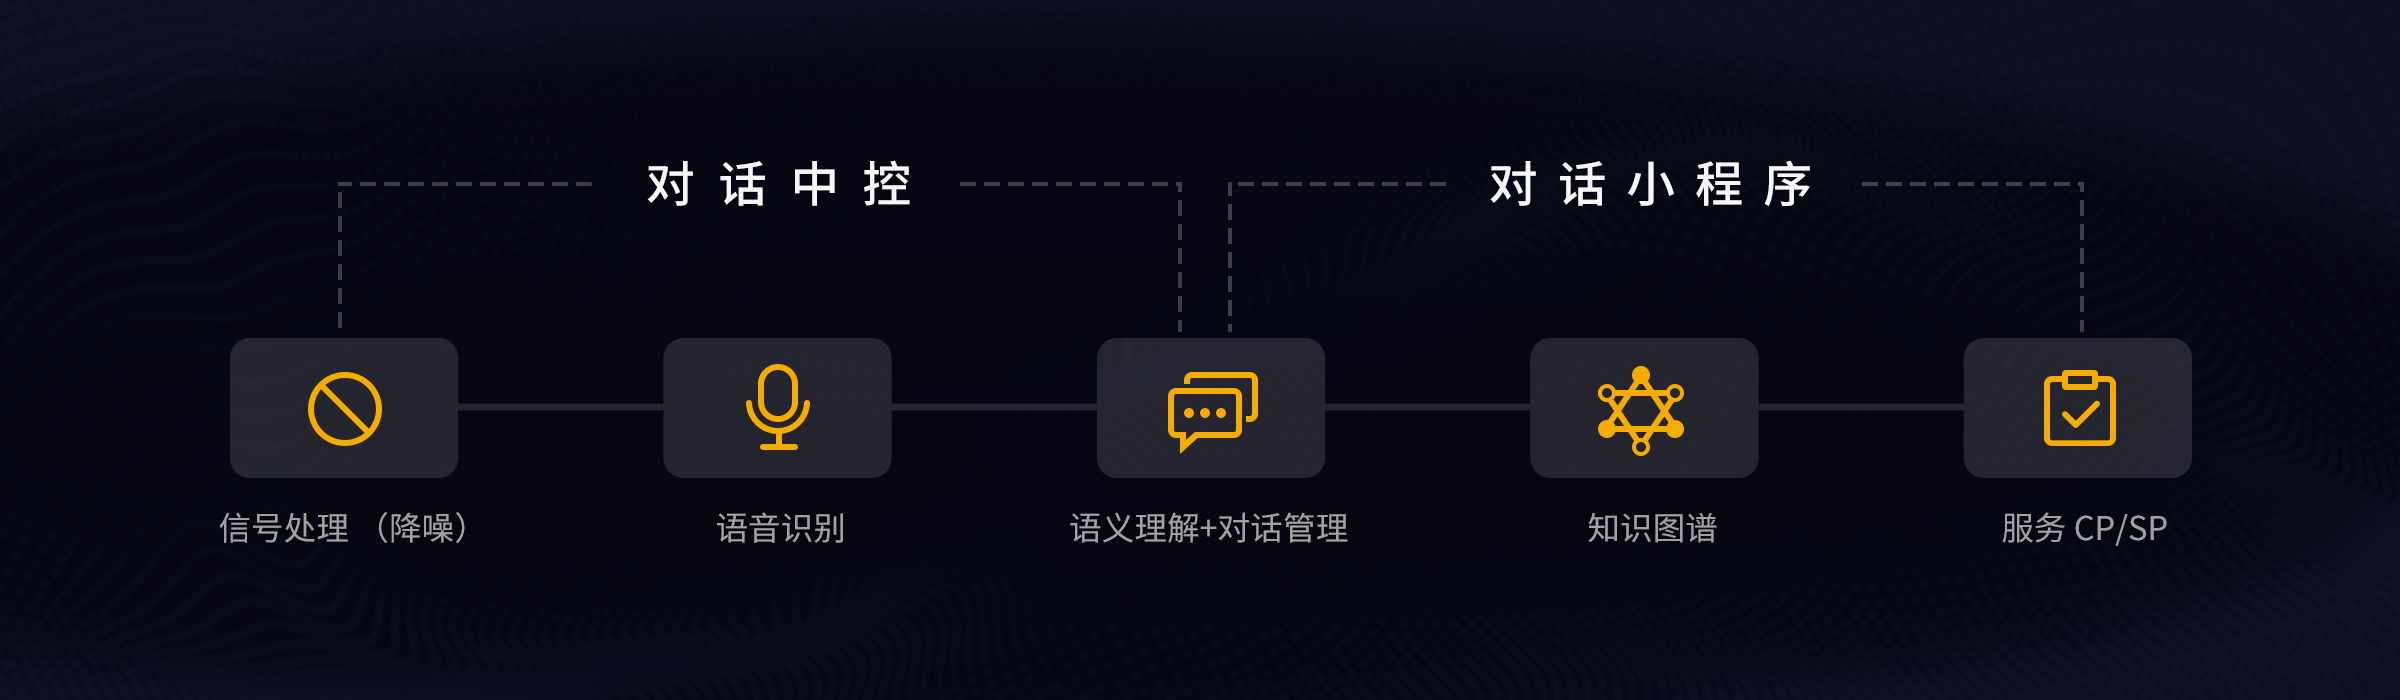 对话中控
对话小程序
信号处理 （降噪）
语音识别
语义理解+对话管理
知识图谱
服务 CP/SP